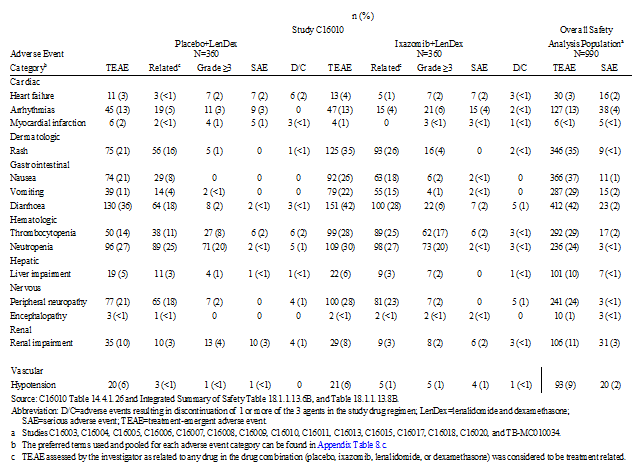 n (%)
Study C16010 Overall Safety
Placebo+LenDex Ixazomib+LenDex Analysis Populationa
Adverse Event N=360 N=360 N=990
Categoryb TEAE Relatedc Grade ≥3 SAE D/C TEAE Relatedc Grade ≥3 SAE DC TEAE SAE
Cardiac
Heart failure 11 (3) 3 (<1) 7 (2) 7 (2) 6 (2) 13 (4) 5 (1) 7 (2) 7 (2) 3 (<1) 30 (3) 16 (2)
Arrhythmias 45 (13) 19 (5) 11 (3) 9 (3) 0 47 (13) 15 (4) 21 (6) 15 (4) 2 (<1) 127 (13) 38 (4)
Myocardial infarction 6 (2) 2 (<1) 4 (1) 5 (1) 3 (<1) 4 (1) 0 3 (<1) 3 (<1) 1 (<1) 6 (<1) 5 (<1)
Dermatologic
Rash 75 (21) 56 (16) 5 (1) 0 1 (<1) 125 (35) 93 (26) 16 (4) 0 2 (<1) 346 (35) 9 (<1)
Gastrointestinal
Nausea 74 (21) 29 (8) 0 0 0 92 (26) 63 (18) 6 (2) 2 (<1) 0 366 (37) 11 (1)
Vomiting 39 (11) 14 (4) 2 (<1) 0 0 79 (22) 55 (15) 4 (1) 2 (<1) 0 287 (29) 15 (2)
Diarrhoea 130 (36) 64 (18) 8 (2) 2 (<1) 3 (<1) 151 (42) 100 (28) 22 (6) 7 (2) 5 (1) 412 (42) 23 (2)
Hematologic
Thrombocytopenia 50 (14) 38 (11) 27 (8) 6 (2) 6 (2) 99 (28) 89 (25) 62 (17) 6 (2) 3 (<1) 292 (29) 17 (2)
Neutropenia 96 (27) 89 (25) 71 (20) 2 (<1) 5 (1) 109 (30) 98 (27) 73 (20) 2 (<1) 3 (<1) 236 (24) 3 (<1)
Hepatic
Liver impairment 19 (5) 11 (3) 4 (1) 1 (<1) 1 (<1) 22 (6) 9 (3) 7 (2) 0 1 (<1) 101 (10) 7 (<1)
Nervous
Peripheral neuropathy 77 (21) 65 (18) 7 (2) 0 4 (1) 100 (28) 81 (23) 7 (2) 0 5 (1) 241 (24) 3 (<1)
Encephalopathy 3 (<1) 1 (<1) 0 0 0 2 (<1) 2 (<1) 2 (<1) 2 (<1) 0 10 (1) 3 (<1)
Renal
Renal impairment 35 (10) 10 (3) 13 (4) 10 (3) 4 (1) 29 (8) 9 (3) 8 (2) 6 (2) 3 (<1) 106 (11) 31 (3)
Vascular
Hypotension 20 (6) 3 (<1) 1 (<1) 1 (<1) 0 21 (6) 5 (1) 5 (1) 4 (1) 1 (<1) 93 (9) 20 (2)
Source: C16010 Table 14.4.1.26 and Integrated Summary of Safety Table 18.1.1.13.6B, and Table 18.1.1.13.8B.
Abbreviation: D/C=adverse events resulting in discontinuation of 1 or more of the 3 agents in the study drug regimen; LenDex=lenalidomide and dexamethasone;
SAE=serious adverse event; TEAE=treatment-emergent adverse event.
a Studies C16003, C16004, C16005, C16006, C16007, C16008, C16009, C16010, C16011, C16013, C16015, C16017, C16018, C16020, and TB-MC010034.
b The preferred terms used and pooled for each adverse event category can be found in Appendix Table 8.c.
c TEAE assessed by the investigator as related to any drug in the drug combination (placebo, ixazomib, lenalidomide, or dexamethasone) was considered to be treatment related.